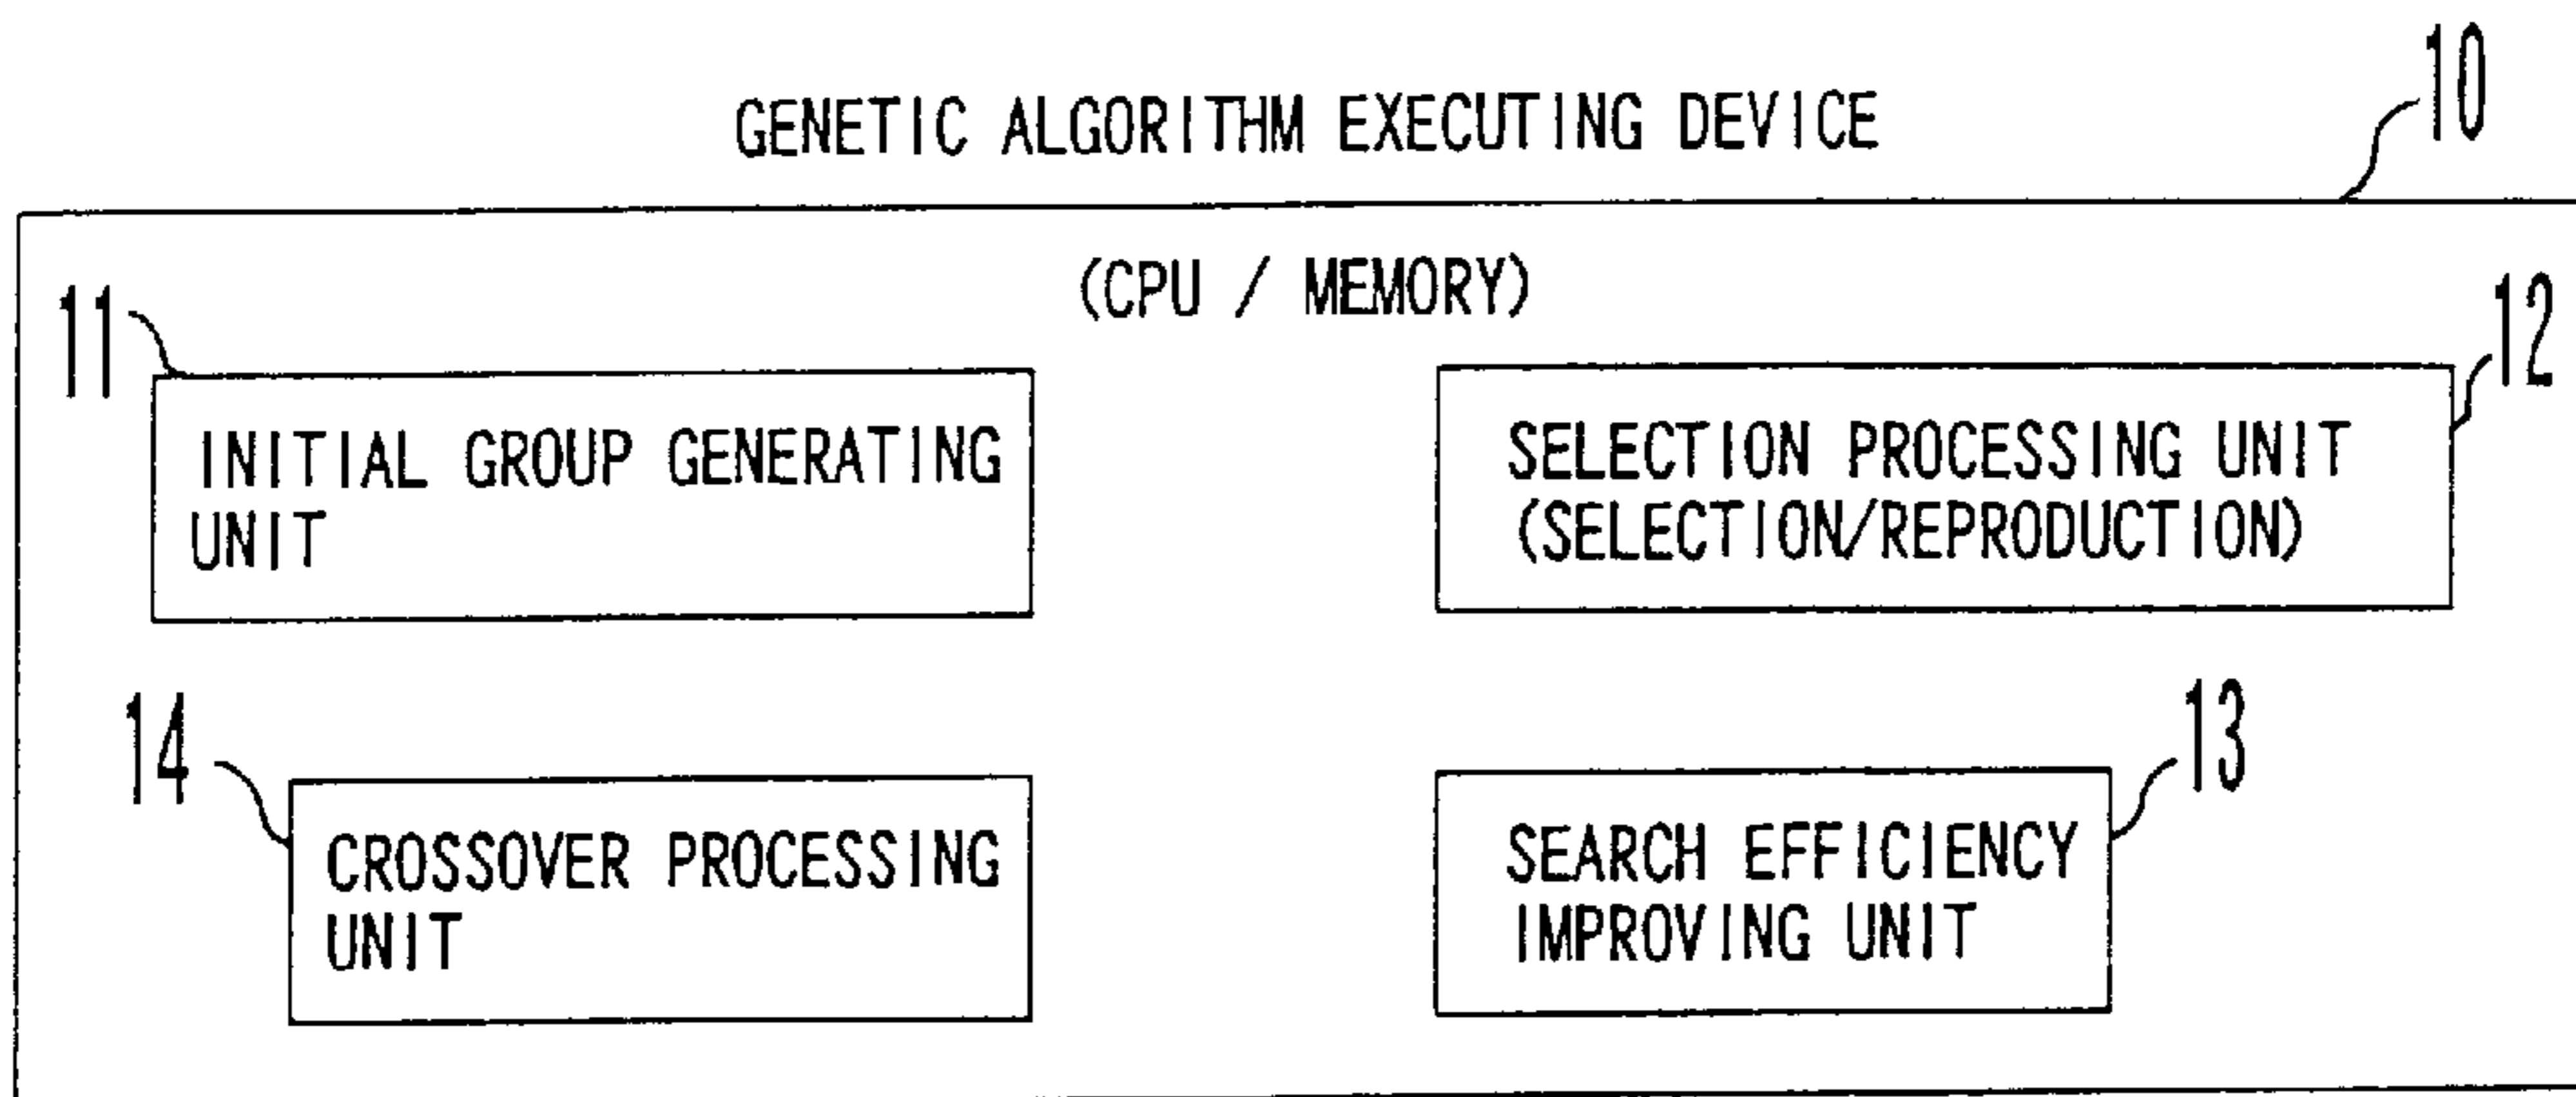 10
GENETIC ALGORITHM EXECUTING DEVICE
(CPU / MEMORY)
11
12
INITIAL GROUP GENERATING
UNIT
SELECTION PROCESSING UNIT
(SELECTION/REPRODUCTION)
14
13
CROSSOVER PROCESSING
UNIT
SEARCH EFFICIENCY
IMPROVING UNIT